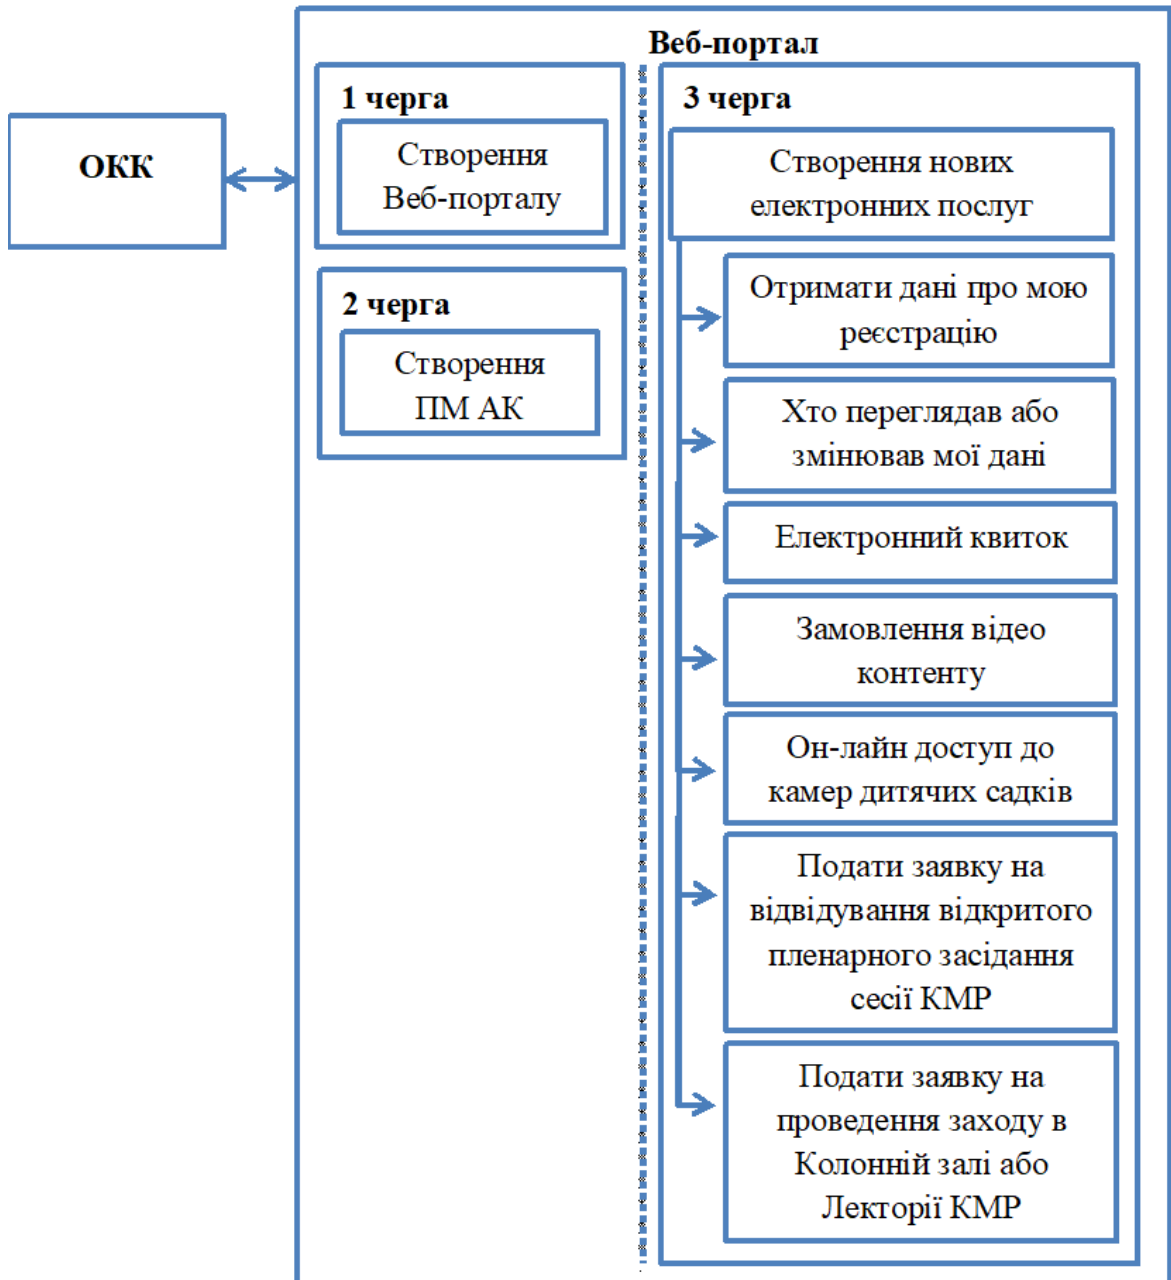 Веб-портал
ОКК
1 черга
Створення
Веб-порталу
2 черга
Створення
ПМ АК
3 черга
Створення нових
електронних послуг
Отримати дані про мою
реєстрацію
Хто переглядав або
змінював мої дані
Електронний квиток
Замовлення відео
контенту
Он-лайн доступ до
камер дитячих садків
Подати заявку на
відвідування відкритого
пленарного засідання
сесії КМР
Подати заявку на
проведення заходу в
Колонній залі або
Лекторії КМР